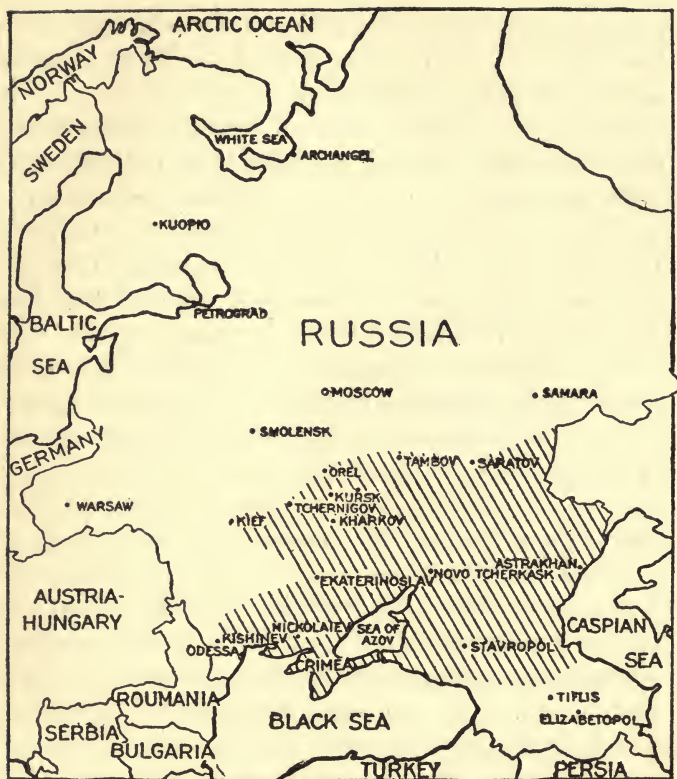 ARCTIC OCEAN
NORWAY
SWEDEN
WHITE SEA
ARCHANGEL
KUOPIO
PETROGRAD
BALTIC
SEA
RUSSIA
MOSCOW
SAMARA
SMOLENSK
GERMANY
TAMBOV
SARATOV
OREL
WARSAW
KURSK
TCHERNIGOV
KIEF
KHARKOV
ASTRAKHAN
EKATERIHOSLAV
NOVO TCHERKASK
AUSTRIA-
HUNGARY
CASPIAN
SEA
NICKOLAIEV
SEA OF
AZOV
KISHINEV
ODESSA
STAVROPOL
CRIMEA
ROUMANIA
TIFLIS
ELIZABETOPOL
BLACK SEA
SERBIA
BULGARIA
TURKEY
PERSIA